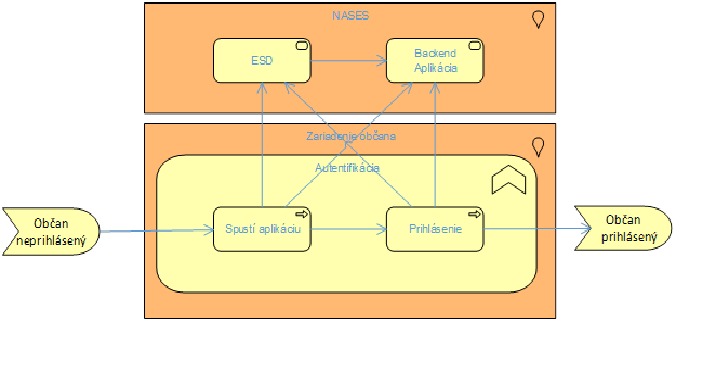 NASES
ESD
Backend
Aplikácia
Zariadenie občana
Autentifikácia
Občan
neprihlásený
Spustí aplikáciu
Prihlásenie
Občan
prihlásený